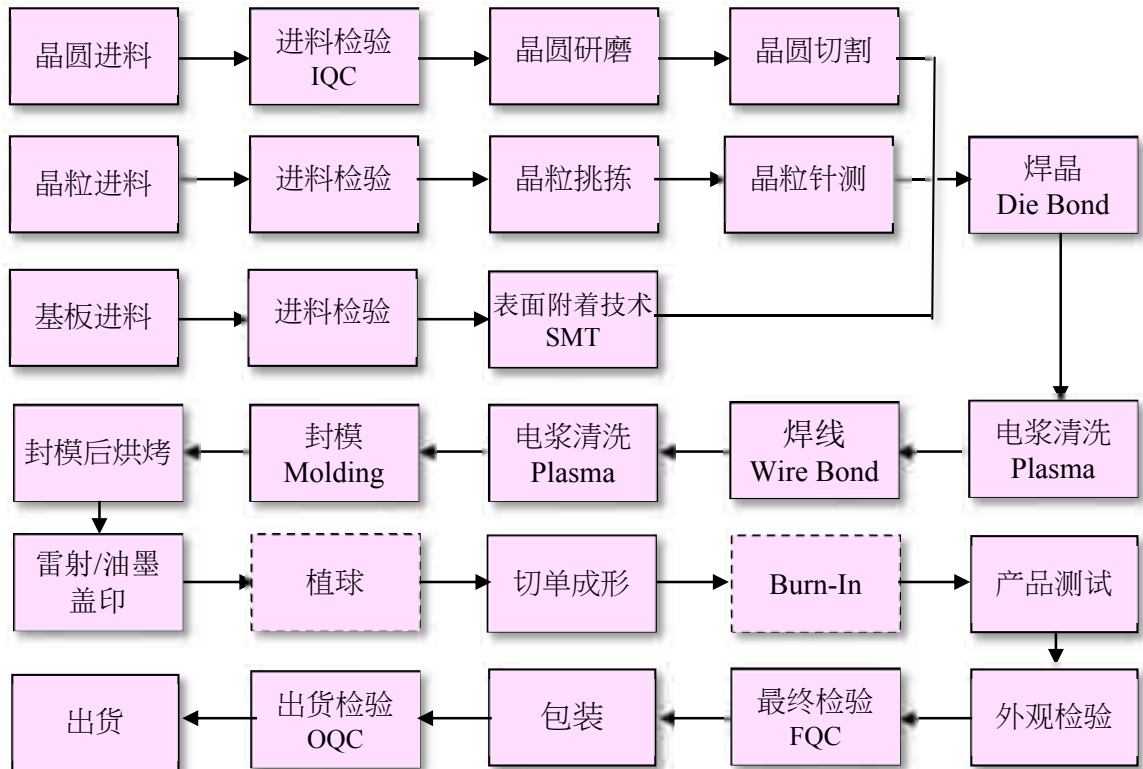 晶圆进料
进料检验
IQC
晶圆研磨
晶圆切割
晶粒进料
进料检验
晶粒挑拣
晶粒针测
焊晶
Die Bond
基板进料
进料检验
表面附着技术
SMT
电浆清洗
Plasma
焊线
Wire Bond
电浆清洗
Plasma
封模
Molding
封模后烘烤
雷射/油墨
盖印
植球
切单成形
Burn-In
产品测试
外观检验
最终检验
FQC
包装
出货检验
OQC
出货